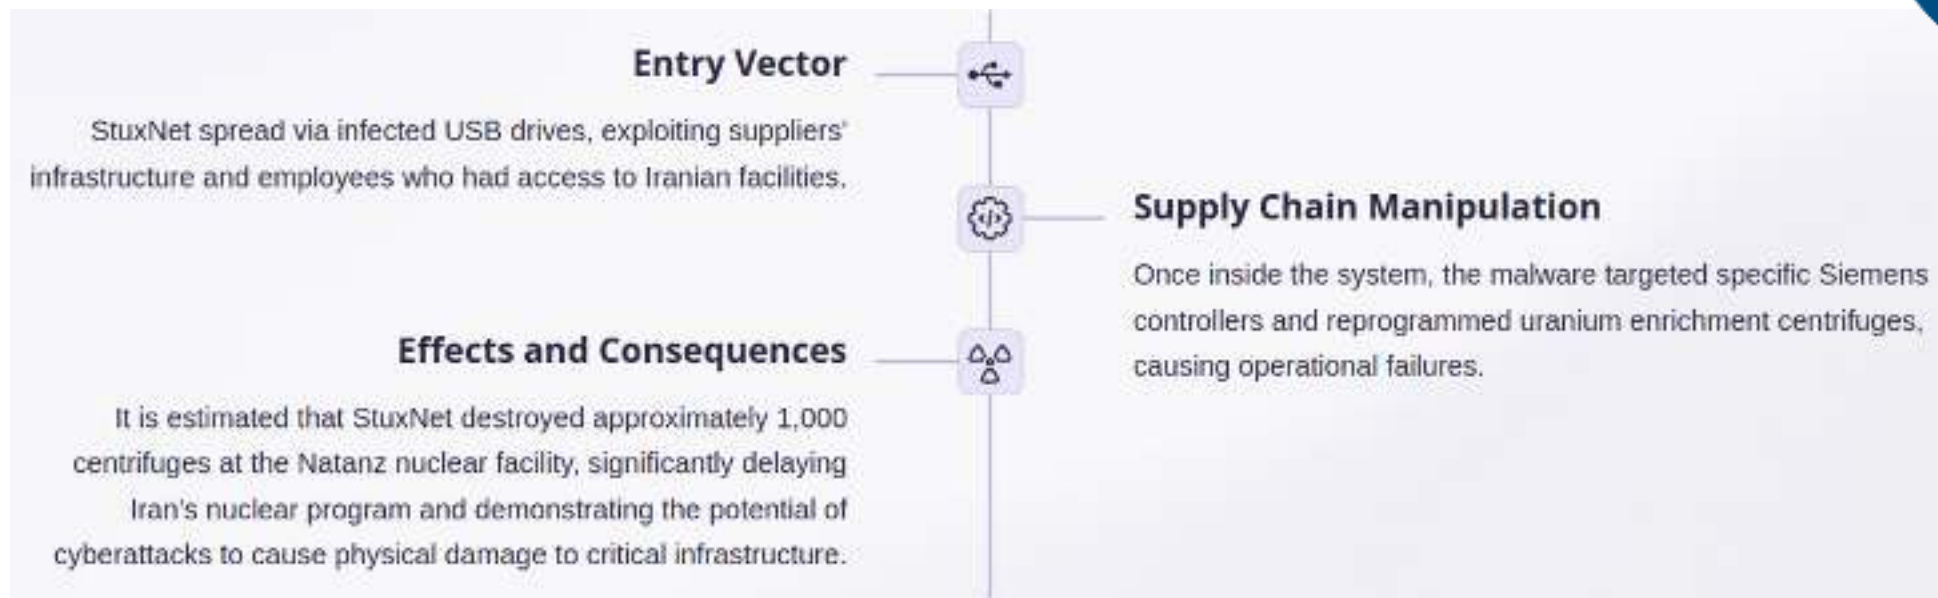 Entry Vector
StuxNet spread via infected USB drives, exploiting suppliers'
infrastructure and employees who had access to Iranian facilities.
Supply Chain Manipulation
Once inside the system, the malware targeted specific Siemens
controllers and reprogrammed uranium enrichment centrifuges,
causing operational failures.
Effects and Consequences
It is estimated that StuxNet destroyed approximately 1,000
centrifuges at the Natanz nuclear facility, significantly delaying
Iran's nuclear program and demonstrating the potential of
cyberattacks to cause physical damage to critical infrastructure.